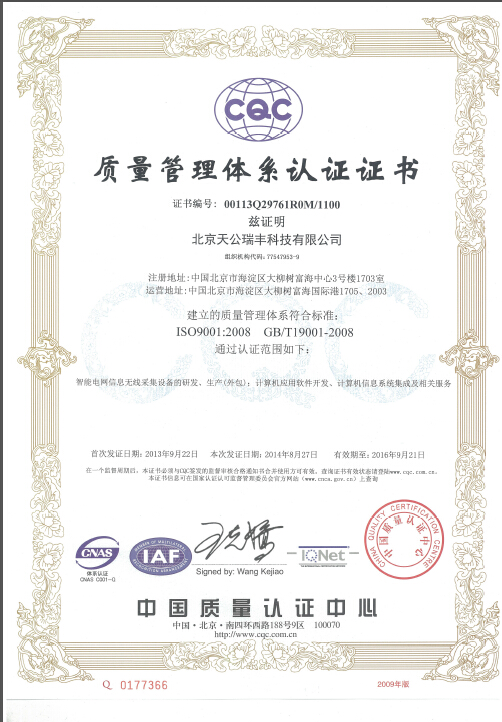 CQC
质量管理体系认证证书
证书编号: 00113Q29761R0M/1100
兹证明
北京天公瑞丰科技有限公司
组织机构代码: 77547953-9
注册地址:中国北京市海淀区大柳树富海中心3号楼1703室
运营地址:中国北京市海淀区大柳树富海国际港1705、2003
建立的质量管理体系符合标准:
ISO9001:2008 GB/T19001-2008
通过认证范围如下:
智能电网信息无线采集设备的研发、生产(外包); 计算机应用软件开发、计算机信息系统集成及相关服务
首次发证日期: 2013年9月22日 本次发证日期: 2014年8月27日 有效期至: 2016年9月21日
在一个监督周期后, 本证书必须与CQC签发的监督审核合格通知书合并使用方可有效, 查询证书有效状态请登陆www.cqc.com.cn,
本证书信息可在国家认证认可监督管理委员会官方网站 (www.cnca.gov.cn) 上查询
CNAS
体系认证
CNAS C001-Q
MEMBER OF MULTILATERAL
IAF
RECOGNITION ARRANGEMENT
Signed by: Wang Kejiao
IQNet
CHINA QUALITY CERTIFICATION CENTRE
中国质量认证中心
中国质量认证中心
中国·北京·南四环西路188号9区 100070
http://www.cqc.com.cn
Q 0177366
2009年版